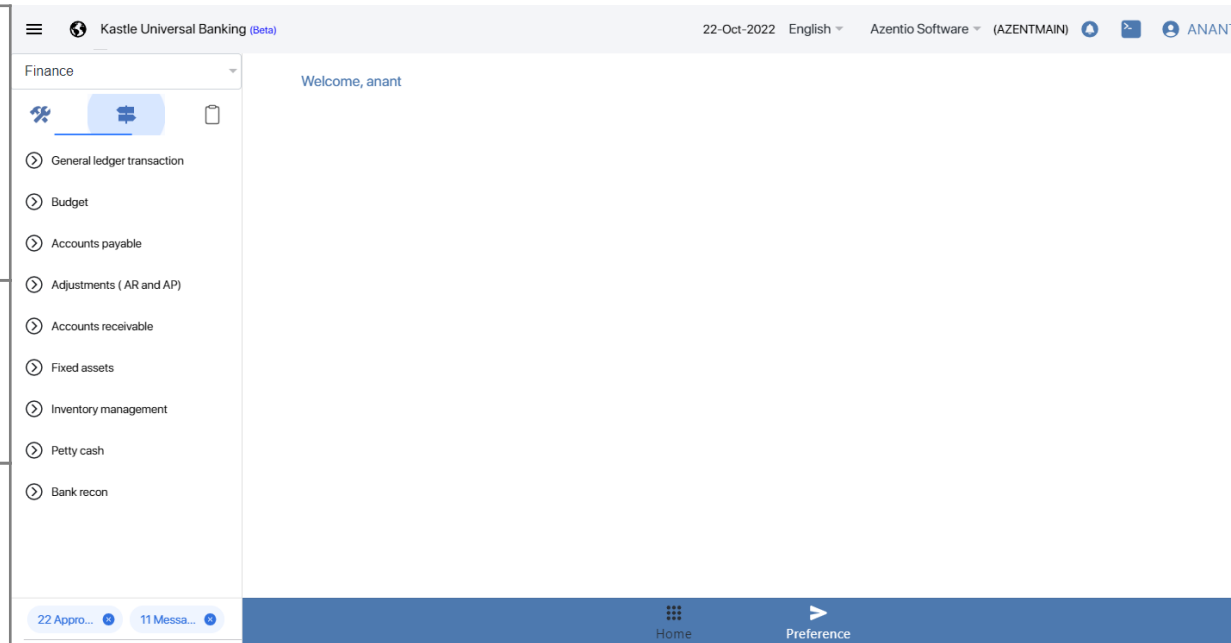 Kastle Universal Banking (Beta)
22-Oct-2022 English Azentio Software (AZENTMAIN) ANANT
Finance
Welcome, anant
General ledger transaction
Budget
Accounts payable
Adjustments ( AR and AP)
Accounts receivable
Fixed assets
Inventory management
Petty cash
Bank recon
22 Appro... 11 Messa...
Home Preference